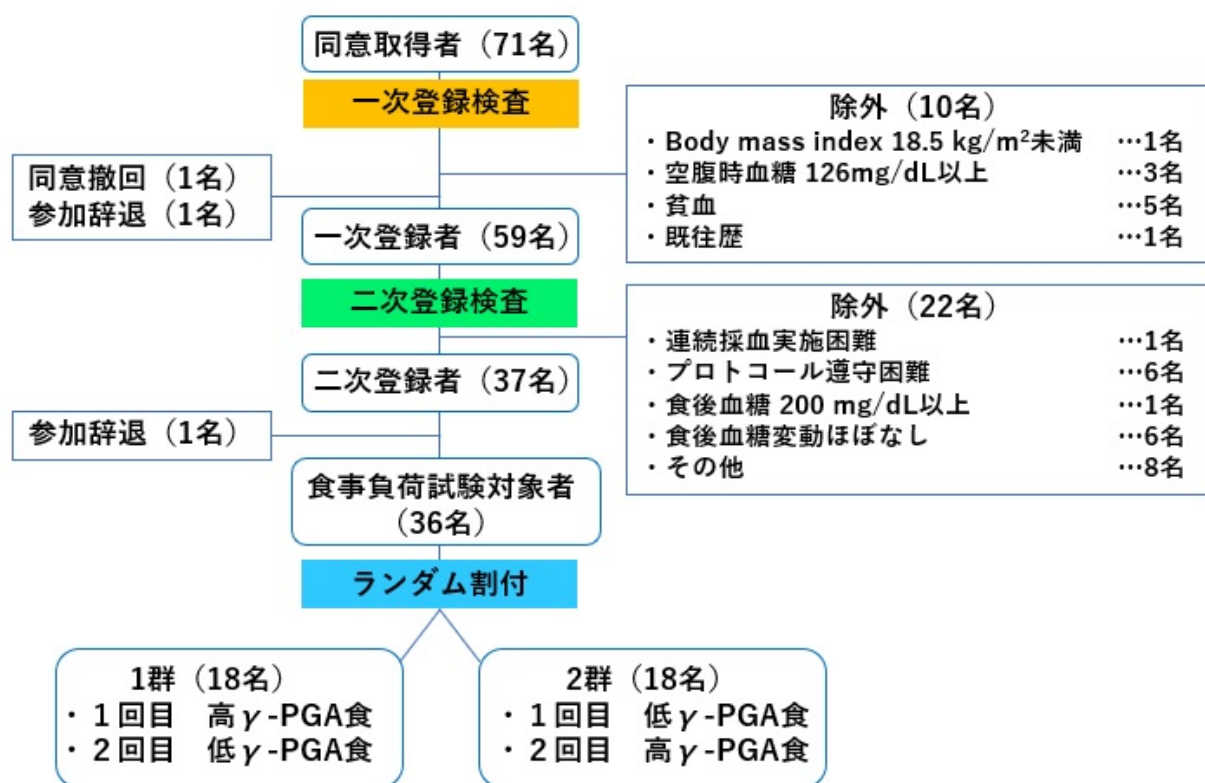 同意取得者（71名）
一次登録検査
除外（10名）
・Body mass index 18.5 kg/m²未満 …1名
・空腹時血糖 126mg/dL以上 …3名
・貧血 …5名
・既往歴 …1名
同意撤回（1名）
参加辞退（1名）
一次登録者（59名）
二次登録検査
除外（22名）
・連続採血実施困難 …1名
・プロトコール遵守困難 …6名
・食後血糖 200 mg/dL以上 …1名
・食後血糖変動ほぼなし …6名
・その他 …8名
二次登録者（37名）
参加辞退（1名）
食事負荷試験対象者
（36名）
ランダム割付
1群（18名）
・１回目　高γ-PGA食
・２回目　低γ-PGA食
2群（18名）
・１回目　低γ-PGA食
・２回目　高γ-PGA食